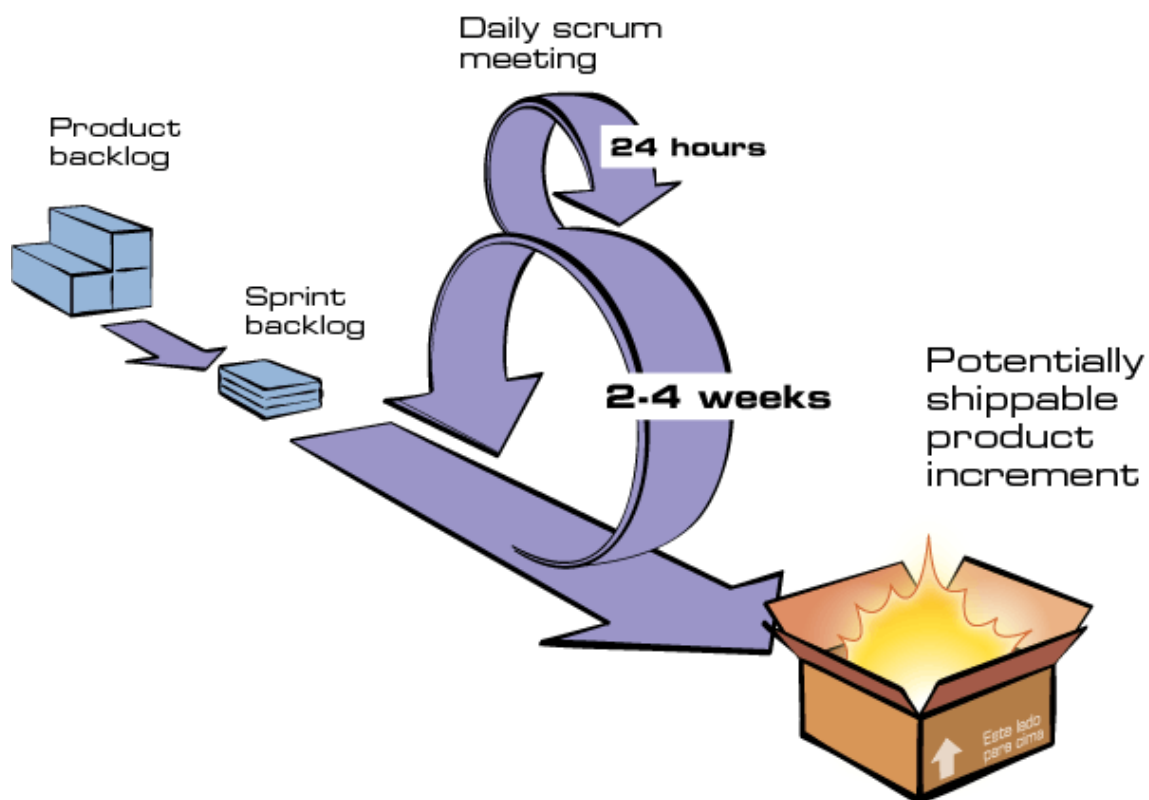 Daily scrum
meeting
24 hours
Product
backlog
Sprint
backlog
2-4 weeks
Potentially
shippable
product
increment
Este lado
para cima